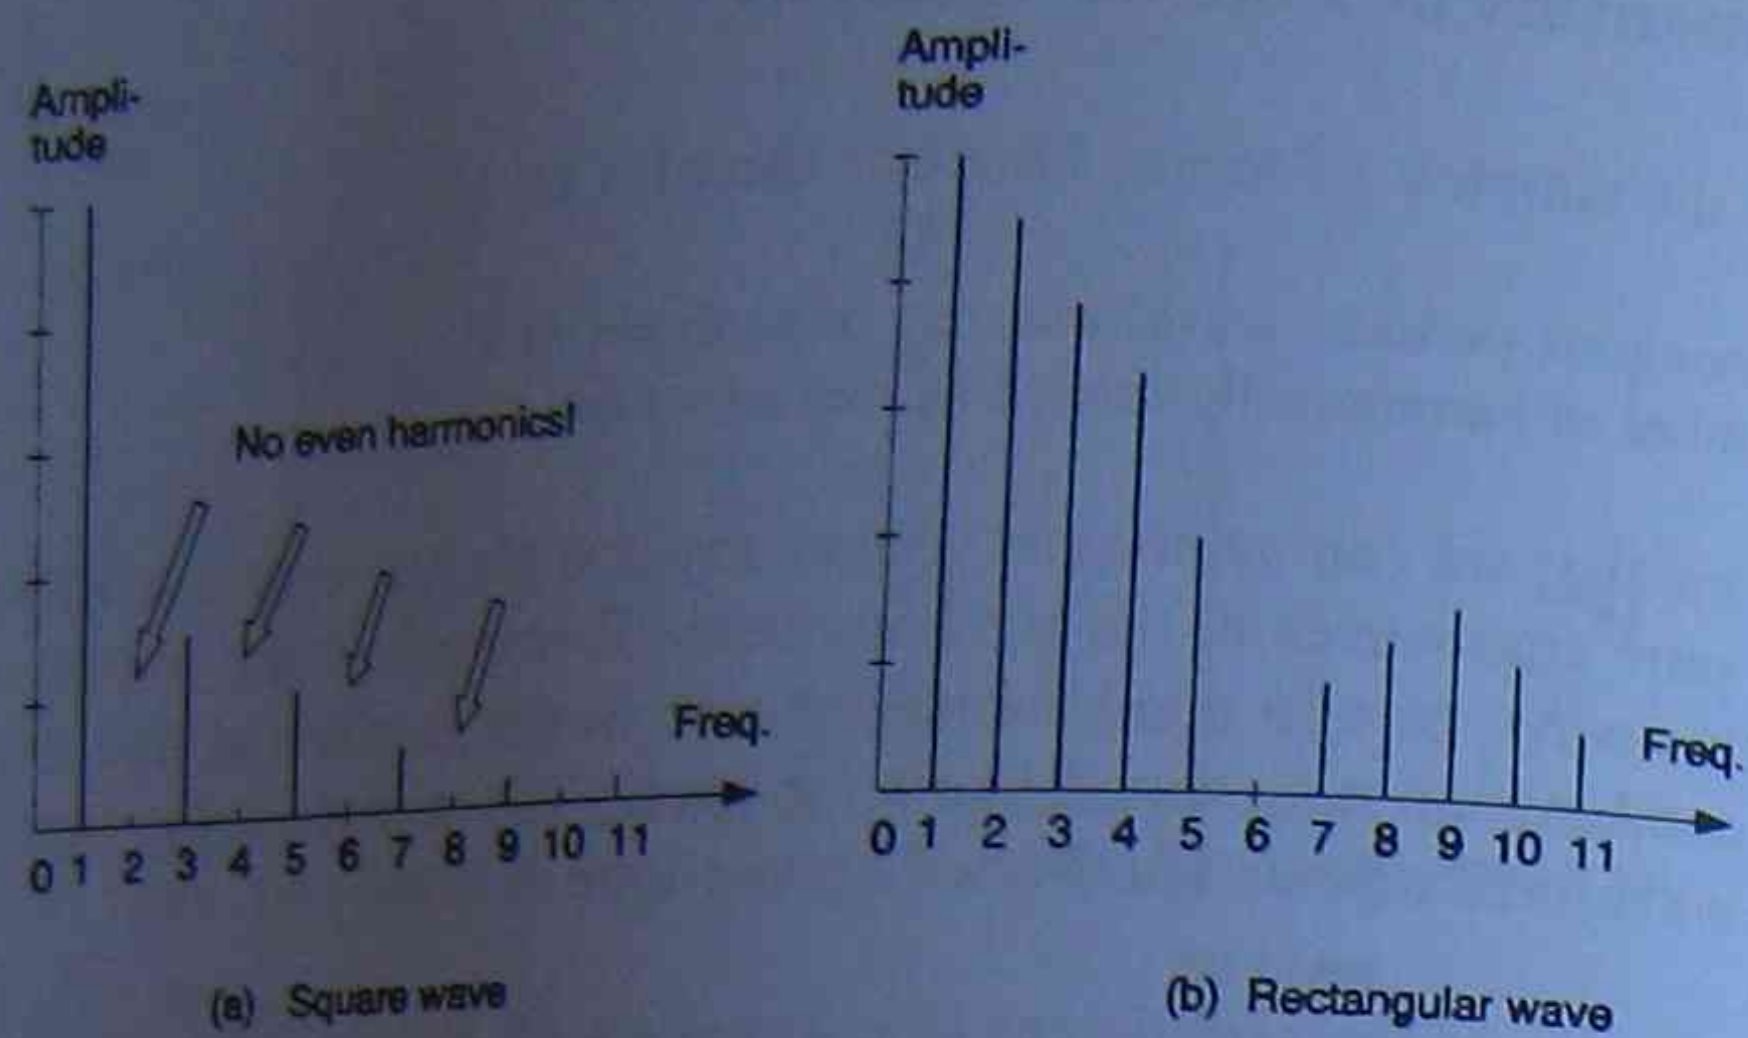 Ampli-
tude
No even harmonics!
Freq.
0 1 2 3 4 5 6 7 8 9 10 11
(a) Square wave
Ampli-
tude
Freq.
0 1 2 3 4 5 6 7 8 9 10 11
(b) Rectangular wave